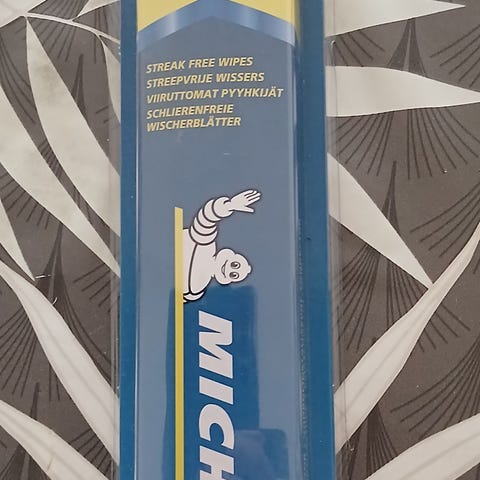 STREAK FREE WIPES
STREEPVRIJE WISSERS
VIIRUTTOMAT PYYHKIJÄT
SCHLIERENFREIE
WISCHERBLÄTTER
MICH